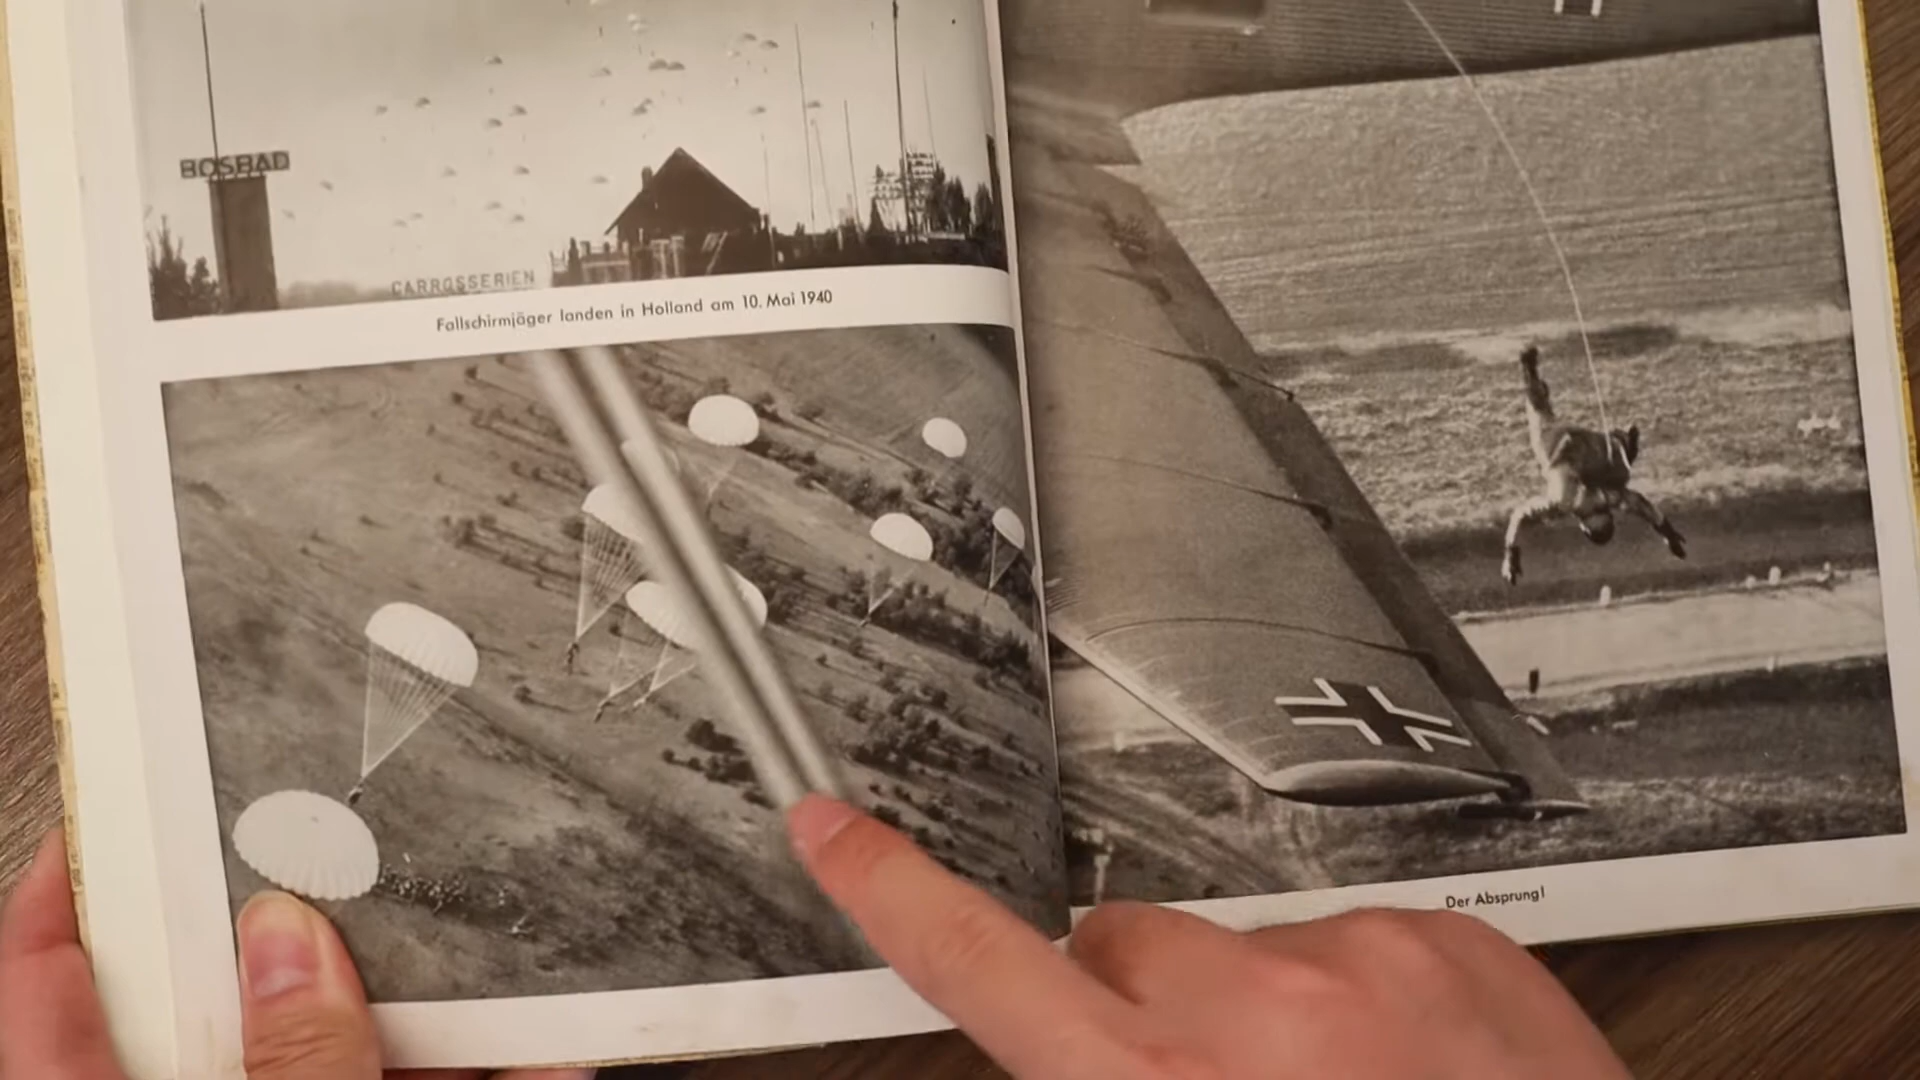 BOSBAD
CARROSSERIEN
Fallschirmjäger landen in Holland am 10. Mai 1940
Der Absprung!